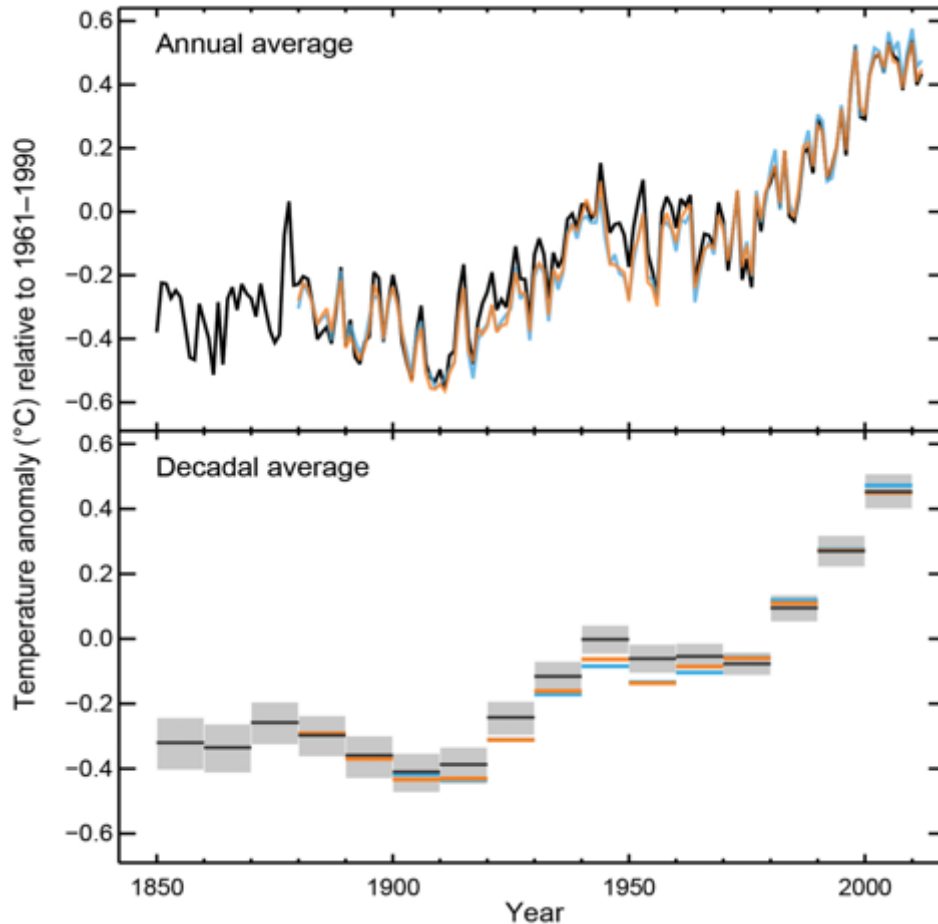 Temperature anomaly (°C) relative to 1961–1990
Annual average
0.6
0.4
0.2
0.0
−0.2
−0.4
−0.6
Decadal average
0.6
0.4
0.2
0.0
−0.2
−0.4
−0.6
1850 1900 1950 2000
Year